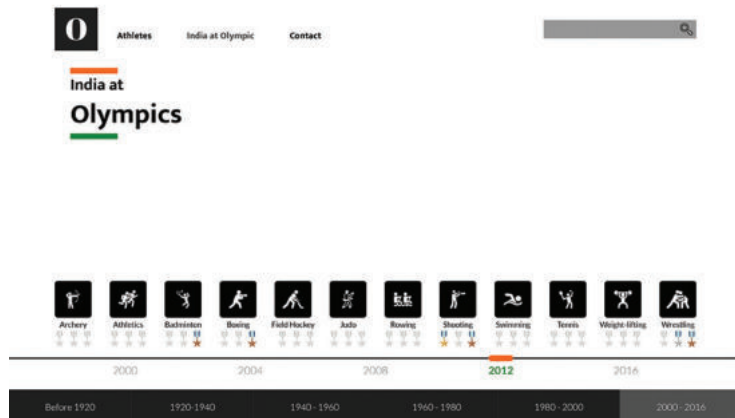 O
Athletes India at Olympic Contact
India at
Olympics
Archery Athletics Badminton Boxing Field Hockey Judo Rowing Shooting Swimming Tennis Weight-lifting Wrestling
2000 2004 2008 2012 2016
Before 1920 1920-1940 1940 - 1960 1960 - 1980 1980 - 2000 2000 - 2016